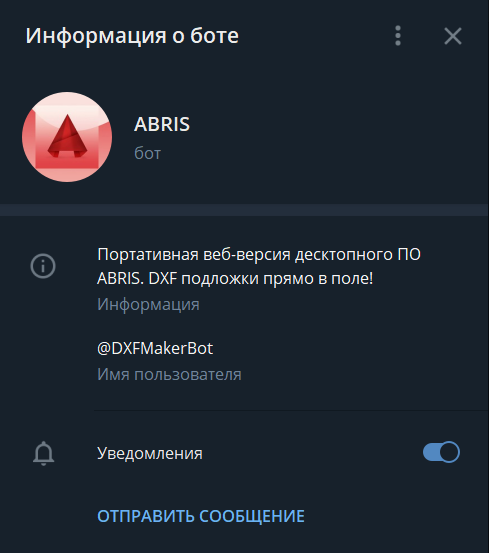 Информация о боте
ABRIS
бот
Портативная веб-версия десктопного ПО
ABRIS. DXF подложки прямо в поле!
Информация
@DXFMakerBot
Имя пользователя
Уведомления
ОТПРАВИТЬ СООБЩЕНИЕ